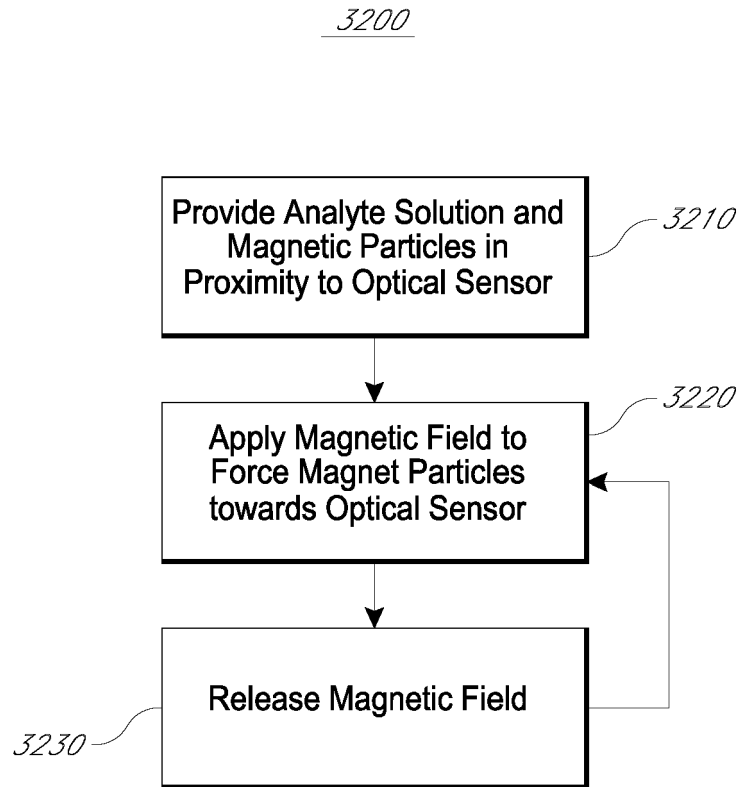 3200
Provide Analyte Solution and
Magnetic Particles in
Proximity to Optical Sensor
3210
Apply Magnetic Field to
Force Magnet Particles
towards Optical Sensor
3220
Release Magnetic Field
3230